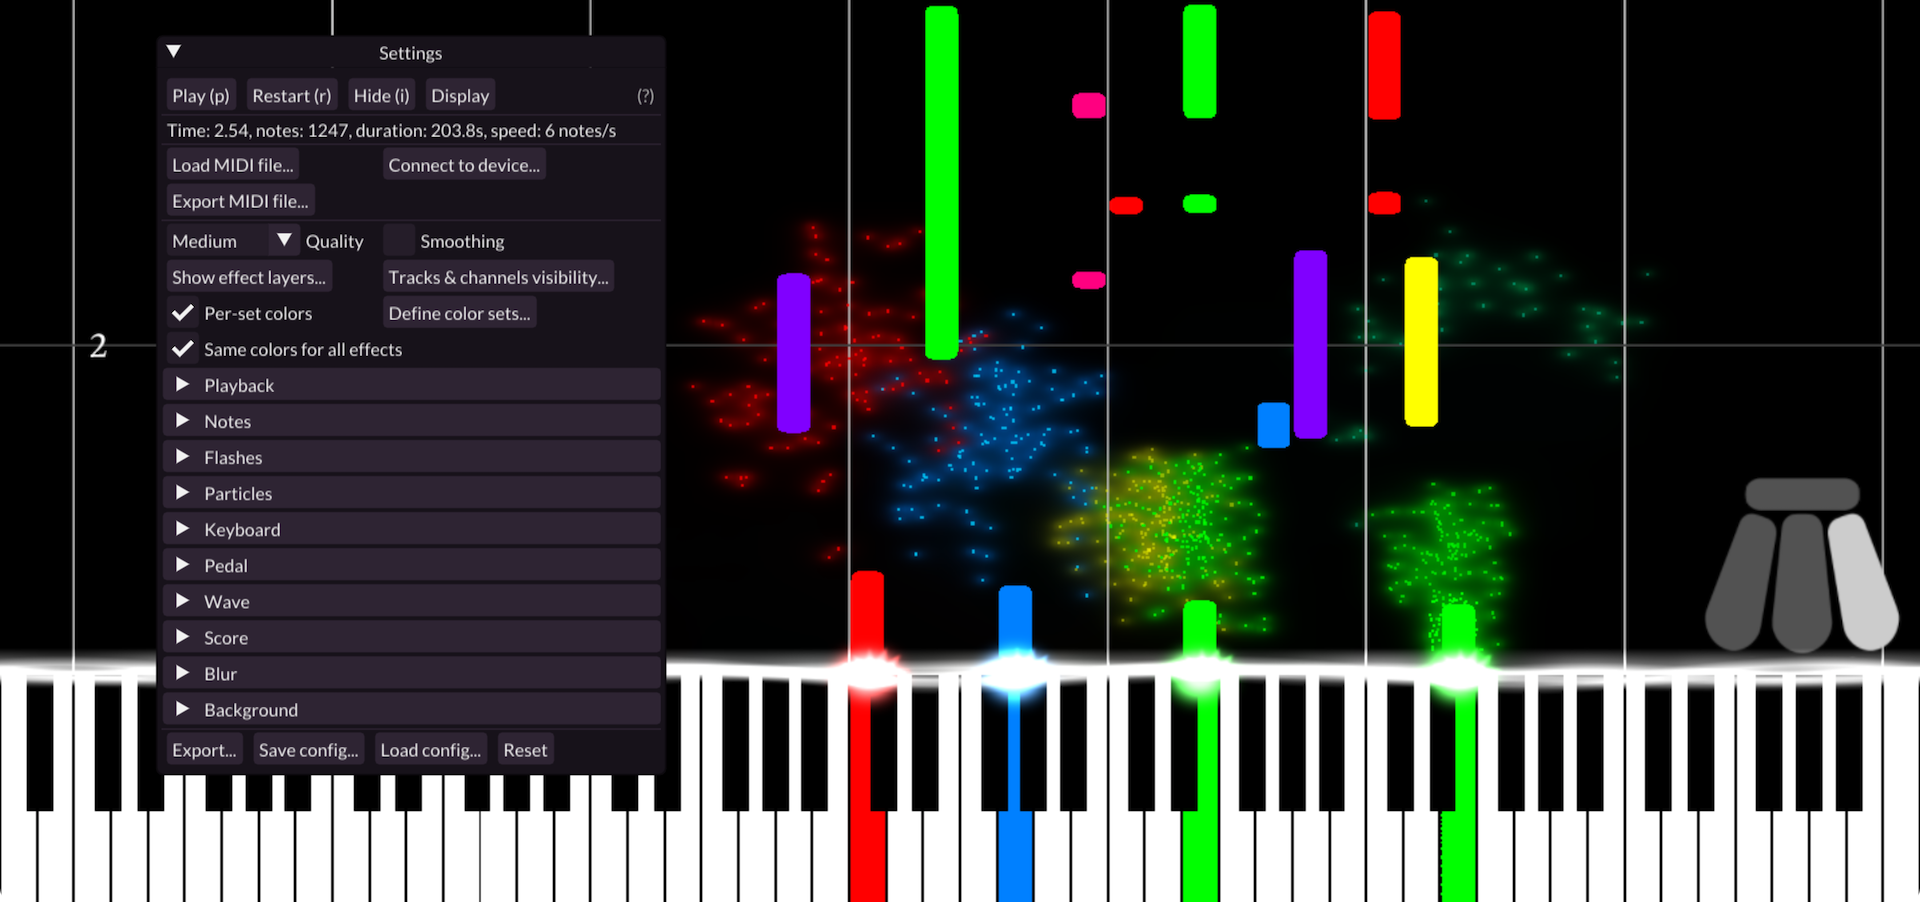 Settings
Play (p) Restart (r) Hide (i) Display (?)
Time: 2.54, notes: 1247, duration: 203.8s, speed: 6 notes/s
Load MIDI file... Connect to device...
Export MIDI file...
Medium Quality Smoothing
Show effect layers... Tracks & channels visibility...
Per-set colors Define color sets...
2
Same colors for all effects
Playback
Notes
Flashes
Particles
Keyboard
Pedal
Wave
Score
Blur
Background
Export... Save config... Load config... Reset